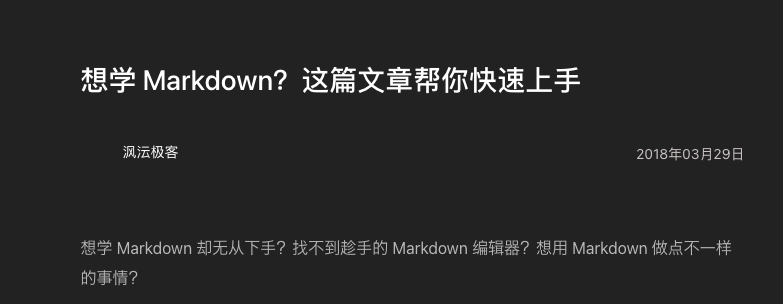 想学 Markdown？这篇文章帮你快速上手
沨沄极客
2018年03月29日
想学 Markdown 却无从下手？找不到趁手的 Markdown 编辑器？想用 Markdown 做点不一样
的事情？